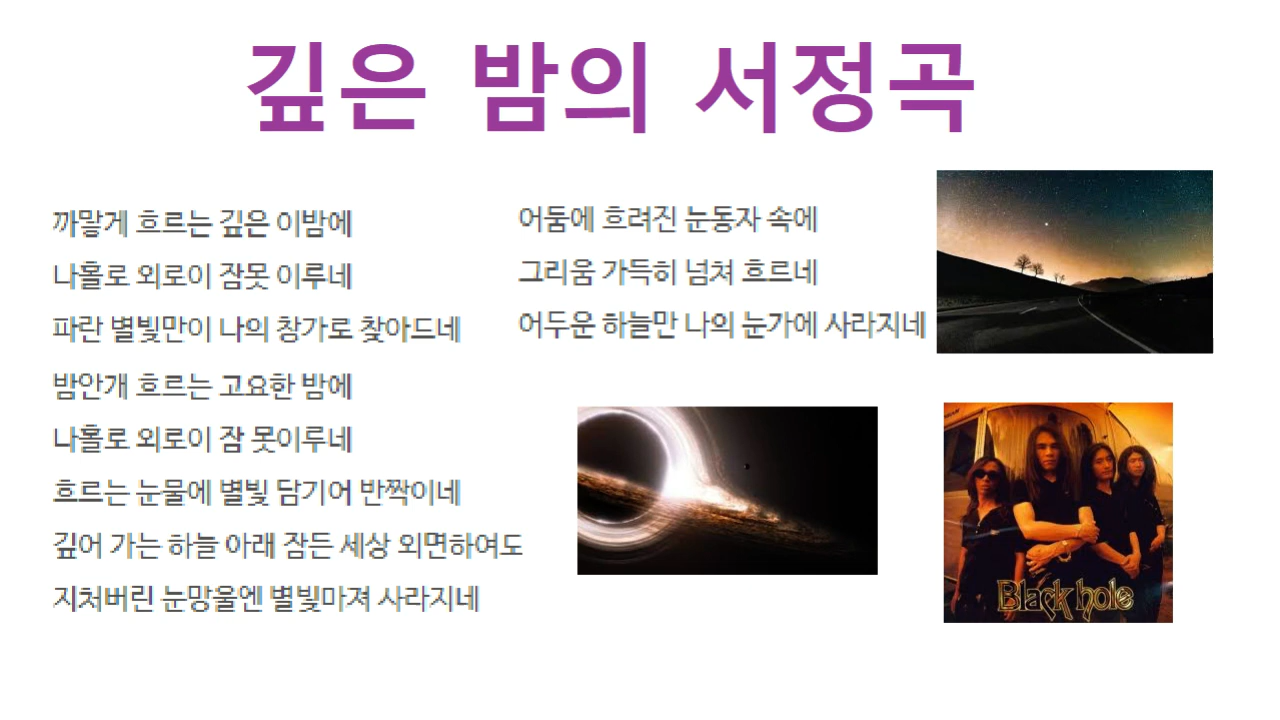 깊은 밤의 서정곡
까맣게 흐르는 깊은 이밤에
나홀로 외로이 잠못 이루네
파란 별빛만이 나의 창가로 찾아드네
밤안개 흐르는 고요한 밤에
나홀로 외로이 잠 못이루네
흐르는 눈물에 별빛 담기어 반짝이네
깊어 가는 하늘 아래 잠든 세상 외면하여도
지쳐버린 눈망울엔 별빛마져 사라지네
어둠에 흐려진 눈동자 속에
그리움 가득히 넘쳐 흐르네
어두운 하늘만 나의 눈가에 사라지네
Black hole